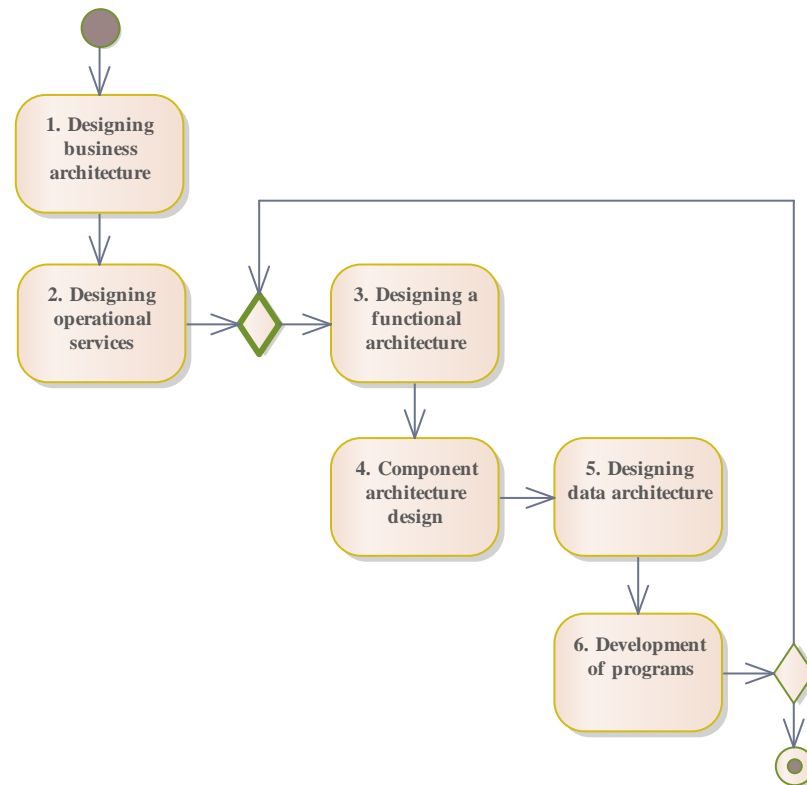 1. Designing
business
architecture
2. Designing
operational
services
3. Designing a
functional
architecture
4. Component
architecture
design
5. Designing
data architecture
6. Development
of programs